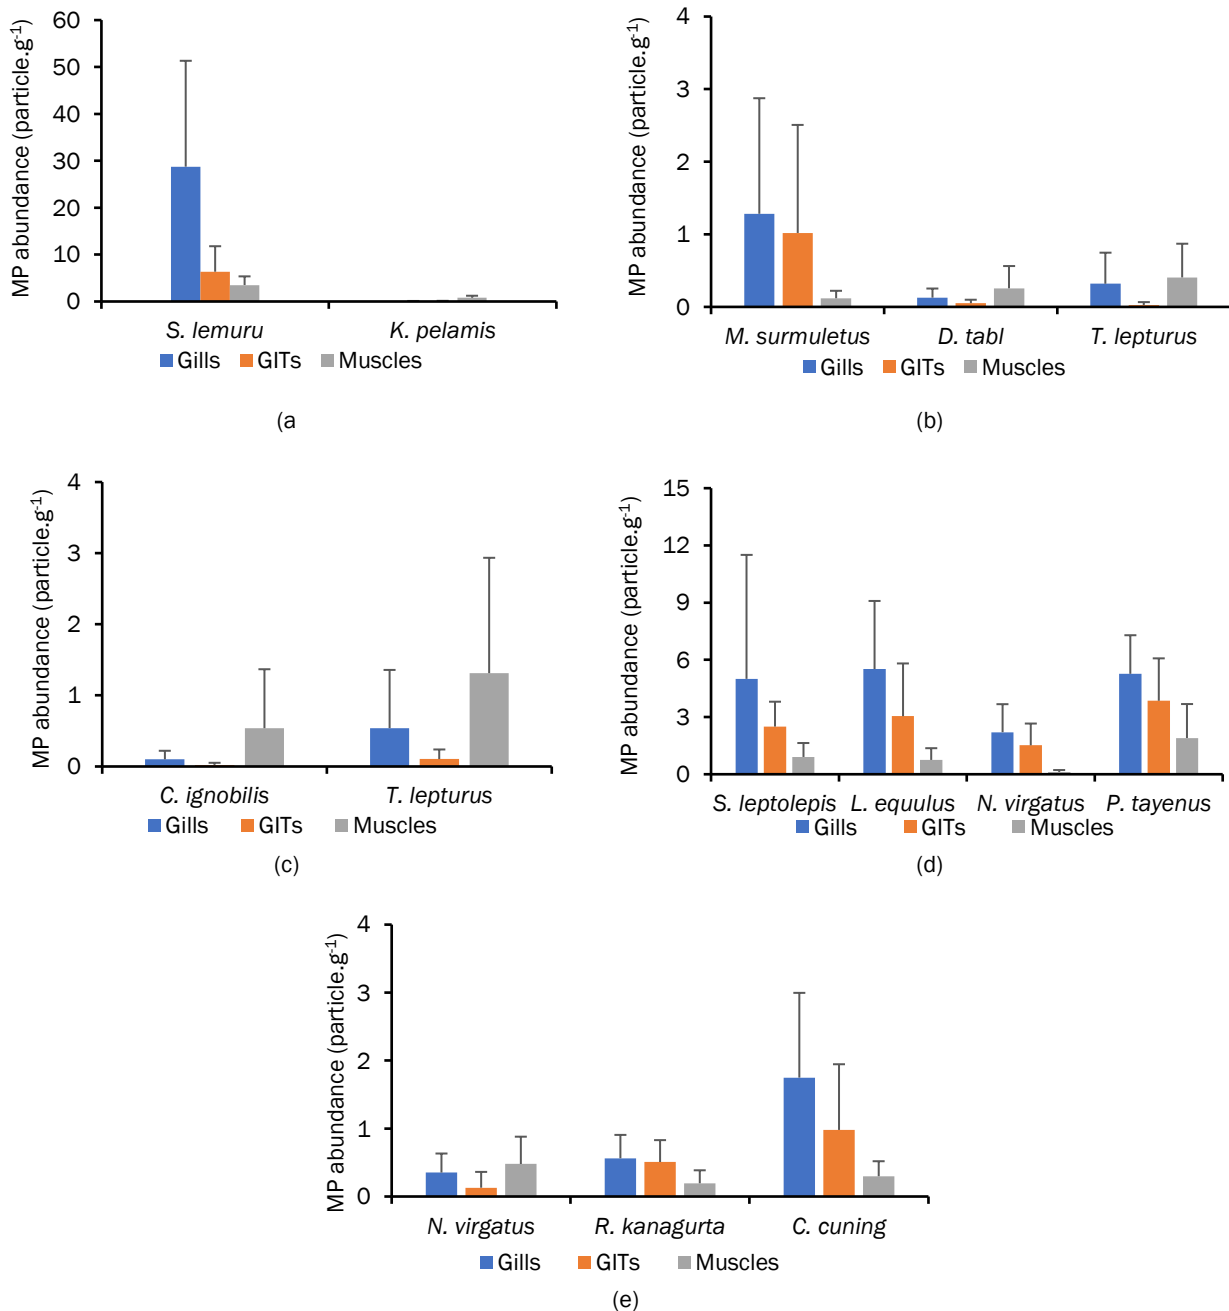 MP abundance (particle.g-1)
60
50
40
30
20
10
0
S. lemuru K. pelamis
Gills GITs Muscles
(a
MP abundance (particle.g-1)
4
3
2
1
0
M. surmuletus D. tabl T. lepturus
Gills GITs Muscles
(b)
MP abundance (particle.g-1)
4
3
2
1
0
C. ignobilis T. lepturus
Gills GITs Muscles
(c)
MP abundance (particle.g-1)
15
12
9
6
3
0
S. leptolepis L. equulus N. virgatus P. tayenus
Gills GITs Muscles
(d)
MP abundance (particle.g-1)
4
3
2
1
0
N. virgatus R. kanagurta C. cuning
Gills GITs Muscles
(e)